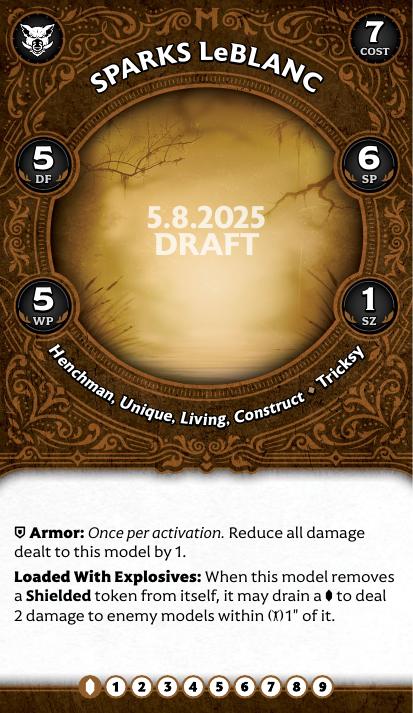 M
SPARKS LeBLANC
7
COST
5
DF
6
SP
5.8.2025
DRAFT
5
WP
1
SZ
Henchman, Unique, Living, Construct • Tricksy
Armor: Once per activation. Reduce all damage
dealt to this model by 1.
Loaded With Explosives: When this model removes
a Shielded token from itself, it may drain a to deal
2 damage to enemy models within 1" of it.
1 2 3 4 5 6 7 8 9